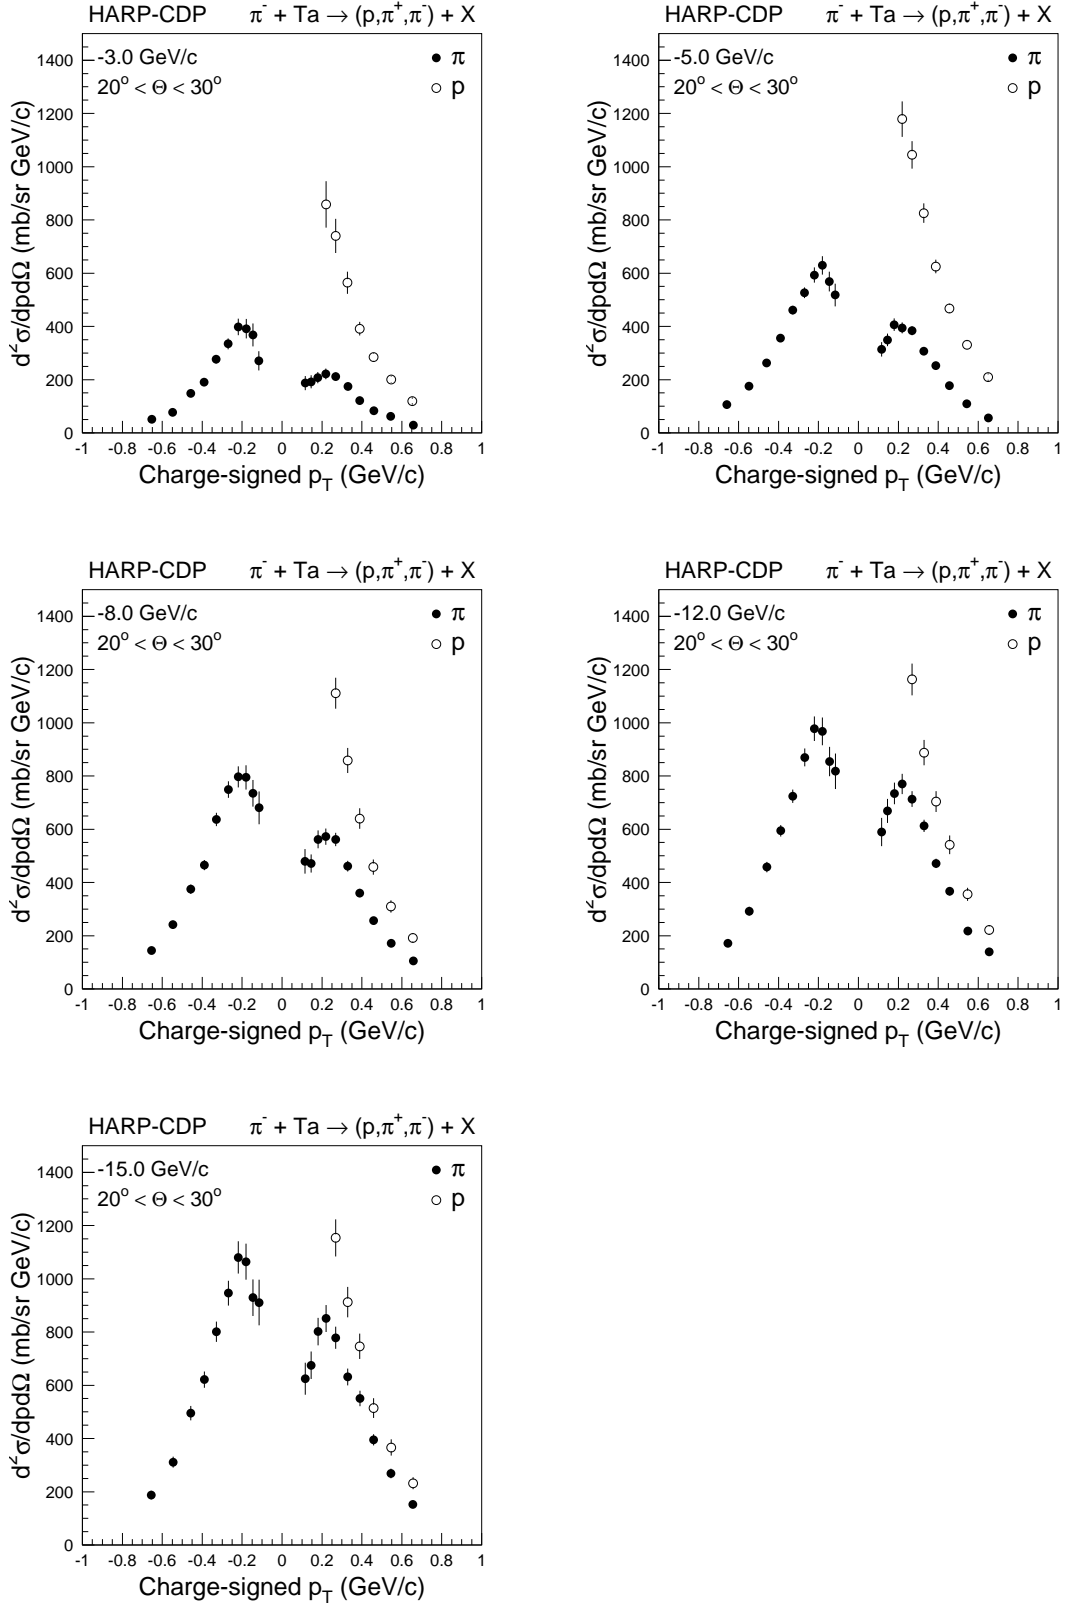 HARP-CDP π⁻ + Ta → (p,π⁺,π⁻) + X
-3.0 GeV/c
20° < Θ < 30°
π
p
d²σ/dpdΩ (mb/sr GeV/c)
1400
1200
1000
800
600
400
200
0
-1 -0.8 -0.6 -0.4 -0.2 0 0.2 0.4 0.6 0.8 1
Charge-signed p_T (GeV/c)
HARP-CDP π⁻ + Ta → (p,π⁺,π⁻) + X
-5.0 GeV/c
20° < Θ < 30°
π
p
d²σ/dpdΩ (mb/sr GeV/c)
1400
1200
1000
800
600
400
200
0
-1 -0.8 -0.6 -0.4 -0.2 0 0.2 0.4 0.6 0.8 1
Charge-signed p_T (GeV/c)
HARP-CDP π⁻ + Ta → (p,π⁺,π⁻) + X
-8.0 GeV/c
20° < Θ < 30°
π
p
d²σ/dpdΩ (mb/sr GeV/c)
1400
1200
1000
800
600
400
200
0
-1 -0.8 -0.6 -0.4 -0.2 0 0.2 0.4 0.6 0.8 1
Charge-signed p_T (GeV/c)
HARP-CDP π⁻ + Ta → (p,π⁺,π⁻) + X
-12.0 GeV/c
20° < Θ < 30°
π
p
d²σ/dpdΩ (mb/sr GeV/c)
1400
1200
1000
800
600
400
200
0
-1 -0.8 -0.6 -0.4 -0.2 0 0.2 0.4 0.6 0.8 1
Charge-signed p_T (GeV/c)
HARP-CDP π⁻ + Ta → (p,π⁺,π⁻) + X
-15.0 GeV/c
20° < Θ < 30°
π
p
d²σ/dpdΩ (mb/sr GeV/c)
1400
1200
1000
800
600
400
200
0
-1 -0.8 -0.6 -0.4 -0.2 0 0.2 0.4 0.6 0.8 1
Charge-signed p_T (GeV/c)